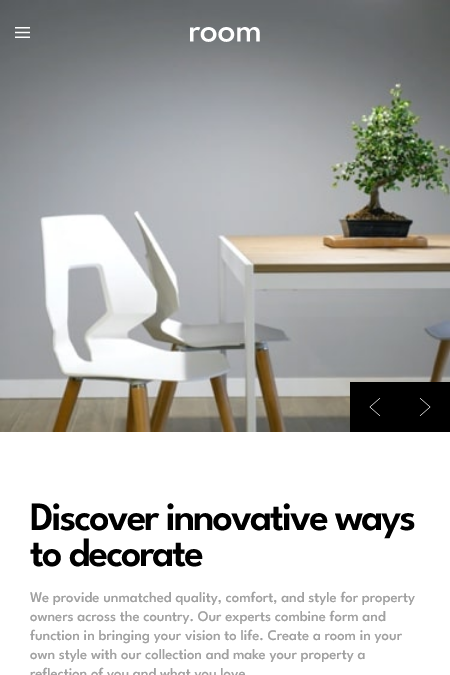 room
Discover innovative ways
to decorate
We provide unmatched quality, comfort, and style for property
owners across the country. Our experts combine form and
function in bringing your vision to life. Create a room in your
own style with our collection and make your property a
reflection of you and what you love.